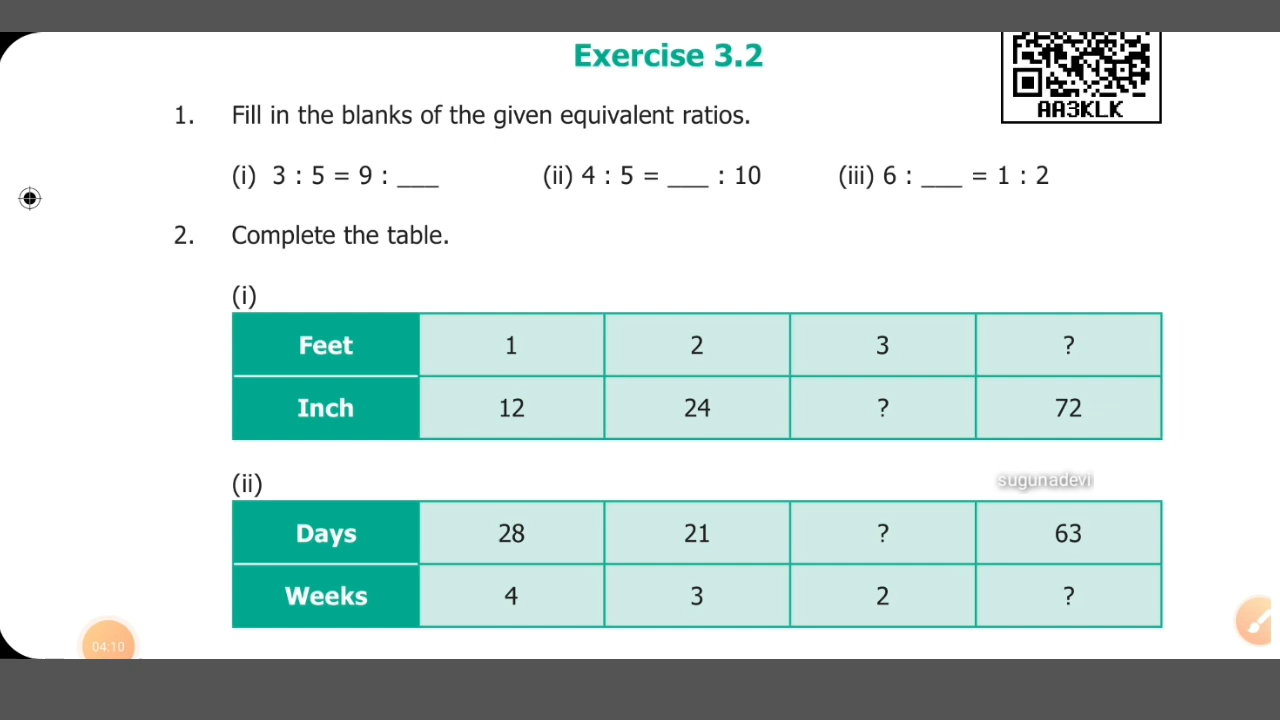 Exercise 3.2
AA3KLK
1. Fill in the blanks of the given equivalent ratios.
(i) 3 : 5 = 9 : ___ (ii) 4 : 5 = ___ : 10 (iii) 6 : ___ = 1 : 2
2. Complete the table.
(i)
Feet 1 2 3 ?
Inch 12 24 ? 72
(ii) sugunadevi
Days 28 21 ? 63
Weeks 4 3 2 ?
04:10